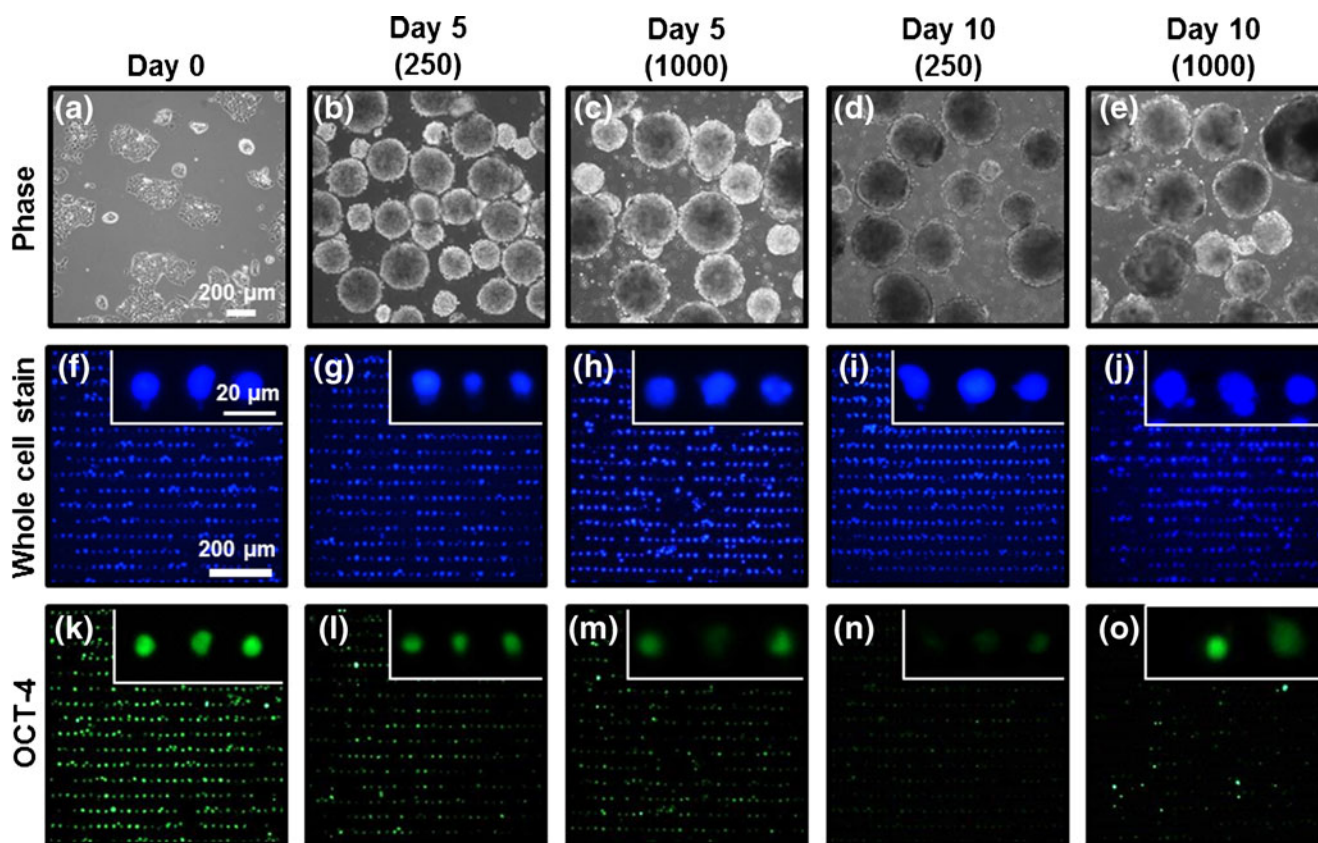 Day 0
Day 5
(250)
Day 5
(1000)
Day 10
(250)
Day 10
(1000)
Phase
(a)
200 μm
(b)
(c)
(d)
(e)
Whole cell stain
(f)
20 μm
200 μm
(g)
(h)
(i)
(j)
OCT-4
(k)
(l)
(m)
(n)
(o)